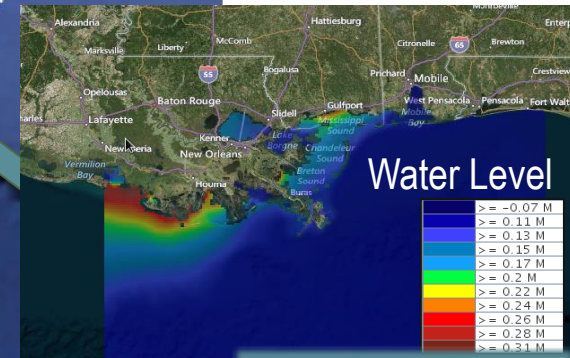 Alexandria
Hattiesburg
Marksville
Liberty
McComb
Citronelle
65
Brewton
55
Bogalusa
Prichard
Mobile
Crestview
Opelousas
Baton Rouge
Slidell
Gulfport
West Pensacola
Pensacola
Fort Walt
harles
Lafayette
Mississippi
Sound
Mobile
Bay
Kenner
Lake
Borgne
Chandeleur
Sound
New Iberia
New Orleans
Vermilion
Bay
Breton
Sound
Houma
Buras
Water Level
>= -0.07 M
>= 0.11 M
>= 0.13 M
>= 0.15 M
>= 0.17 M
>= 0.2 M
>= 0.22 M
>= 0.24 M
>= 0.26 M
>= 0.28 M
>= 0.31 M